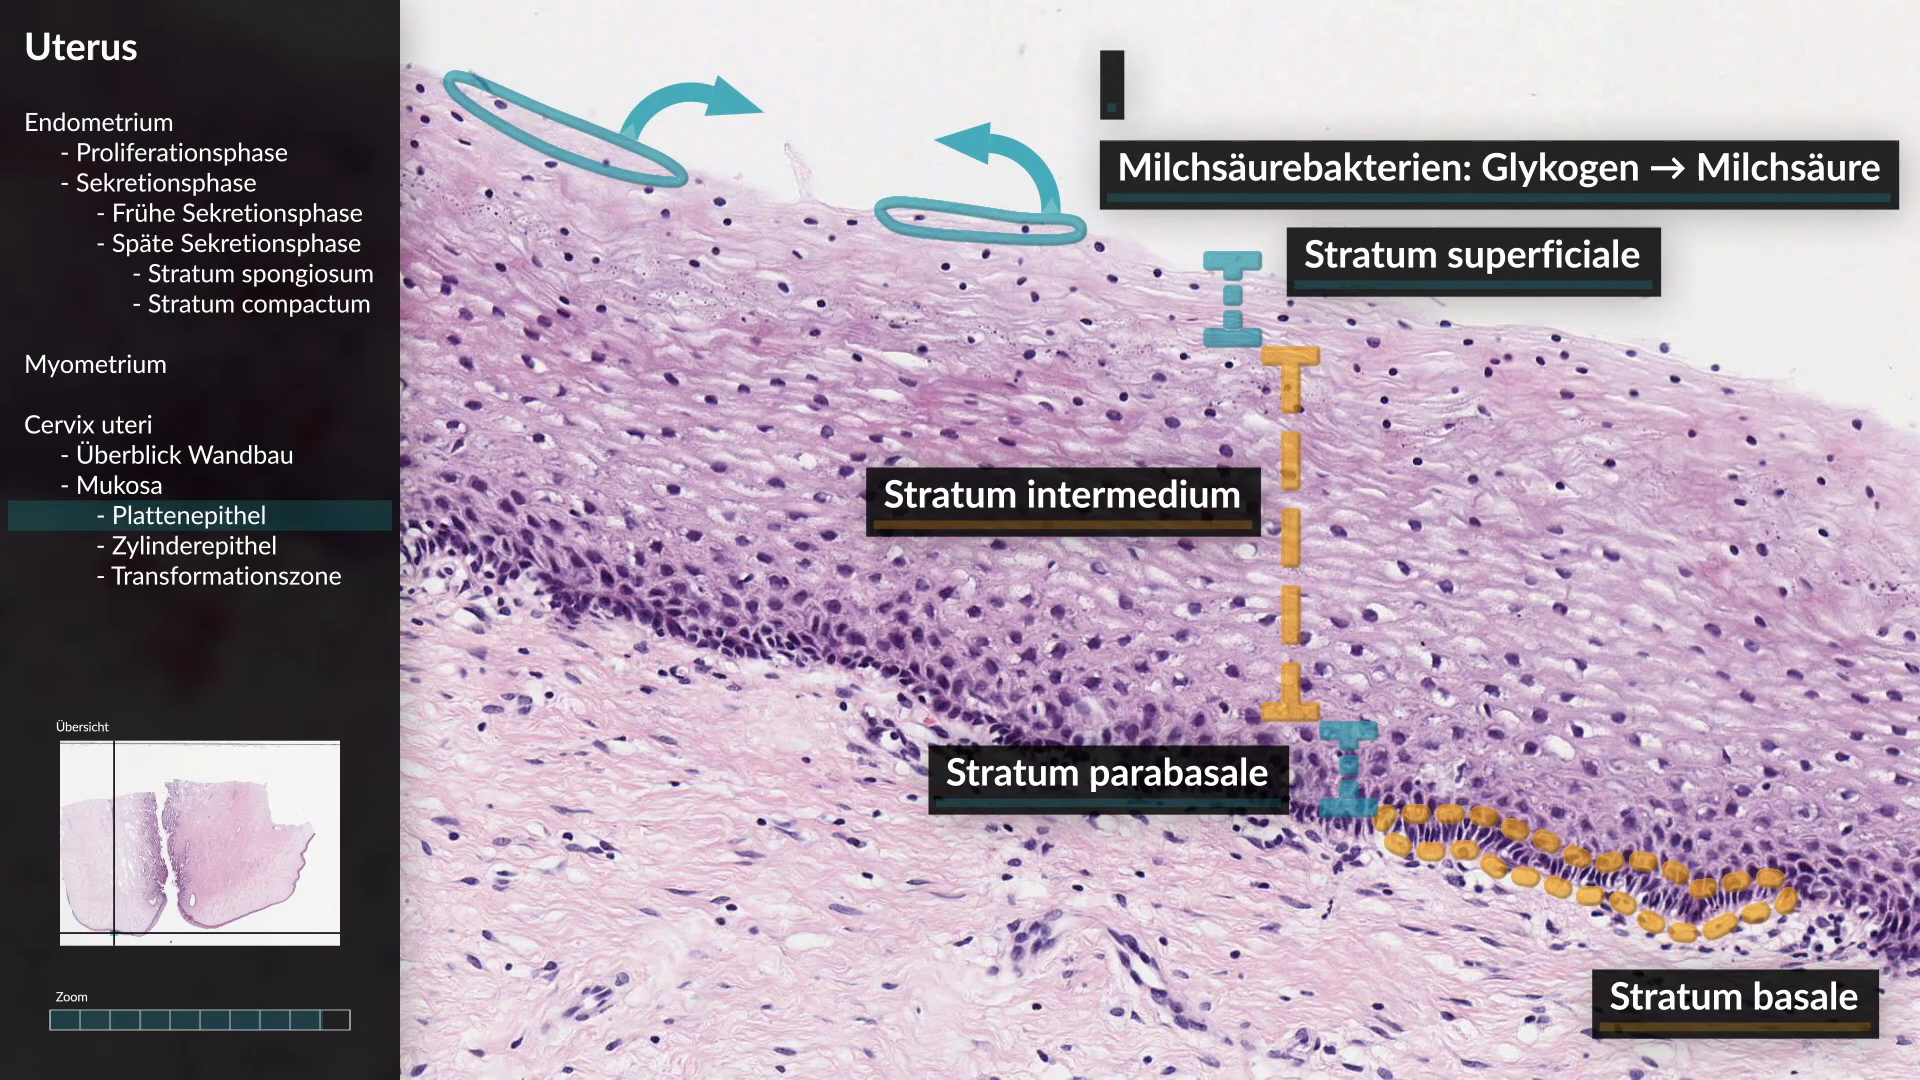 Uterus
Endometrium
- Proliferationsphase
- Sekretionsphase
- Frühe Sekretionsphase
- Späte Sekretionsphase
- Stratum spongiosum
- Stratum compactum
Myometrium
Cervix uteri
- Überblick Wandbau
- Mukosa
- Plattenepithel
- Zylinderepithel
- Transformationszone
Übersicht
Zoom
Milchsäurebakterien: Glykogen → Milchsäure
Stratum superficiale
Stratum intermedium
Stratum parabasale
Stratum basale